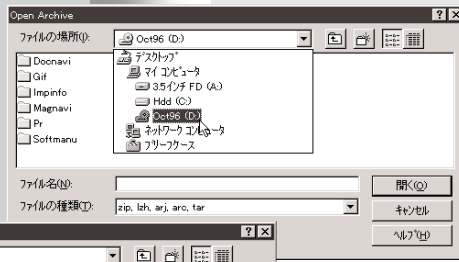 Open Archive
ファイルの場所(I):
Oct96 (D:)
Docnavi
Gif
Impinfo
Magnavi
Pr
Softmanu
デスクトップ
マイ コンピュータ
3.5インチ FD (A:)
Hdd (C:)
Oct96 (D:)
ネットワーク コンピュータ
ブリーフケース
ファイル名(N):
開く(O)
ファイルの種類(T):
zip, lzh, arj, arc, tar
キャンセル
ヘルプ(H)